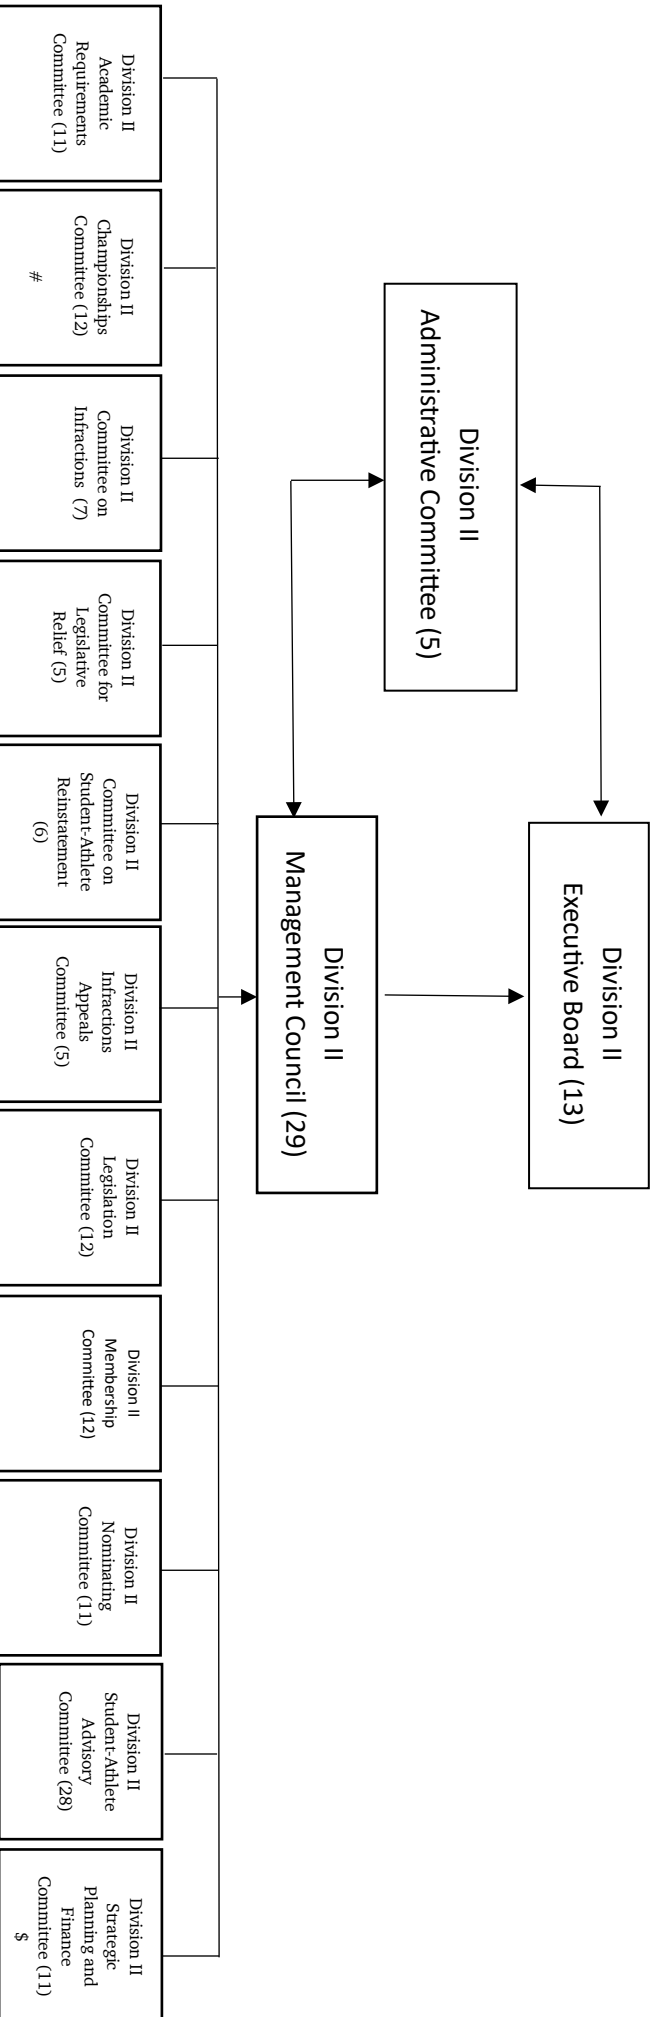 Division II
Executive Board (13)
Division II
Administrative Committee (5)
Division II
Management Council (29)
Division II
Academic
Requirements
Committee (11)
Division II
Championships
Committee (12)
#
Division II
Committee on
Infractions (7)
Division II
Committee for
Legislative
Relief (5)
Division II
Committee on
Student-Athlete
Reinstatement
(6)
Division II
Infractions
Appeals
Committee (5)
Division II
Legislation
Committee (12)
Division II
Membership
Committee (12)
Division II
Nominating
Committee (11)
Division II
Student-Athlete
Advisory
Committee (28)
Division II
Strategic
Planning and
Finance
Committee (11)
$